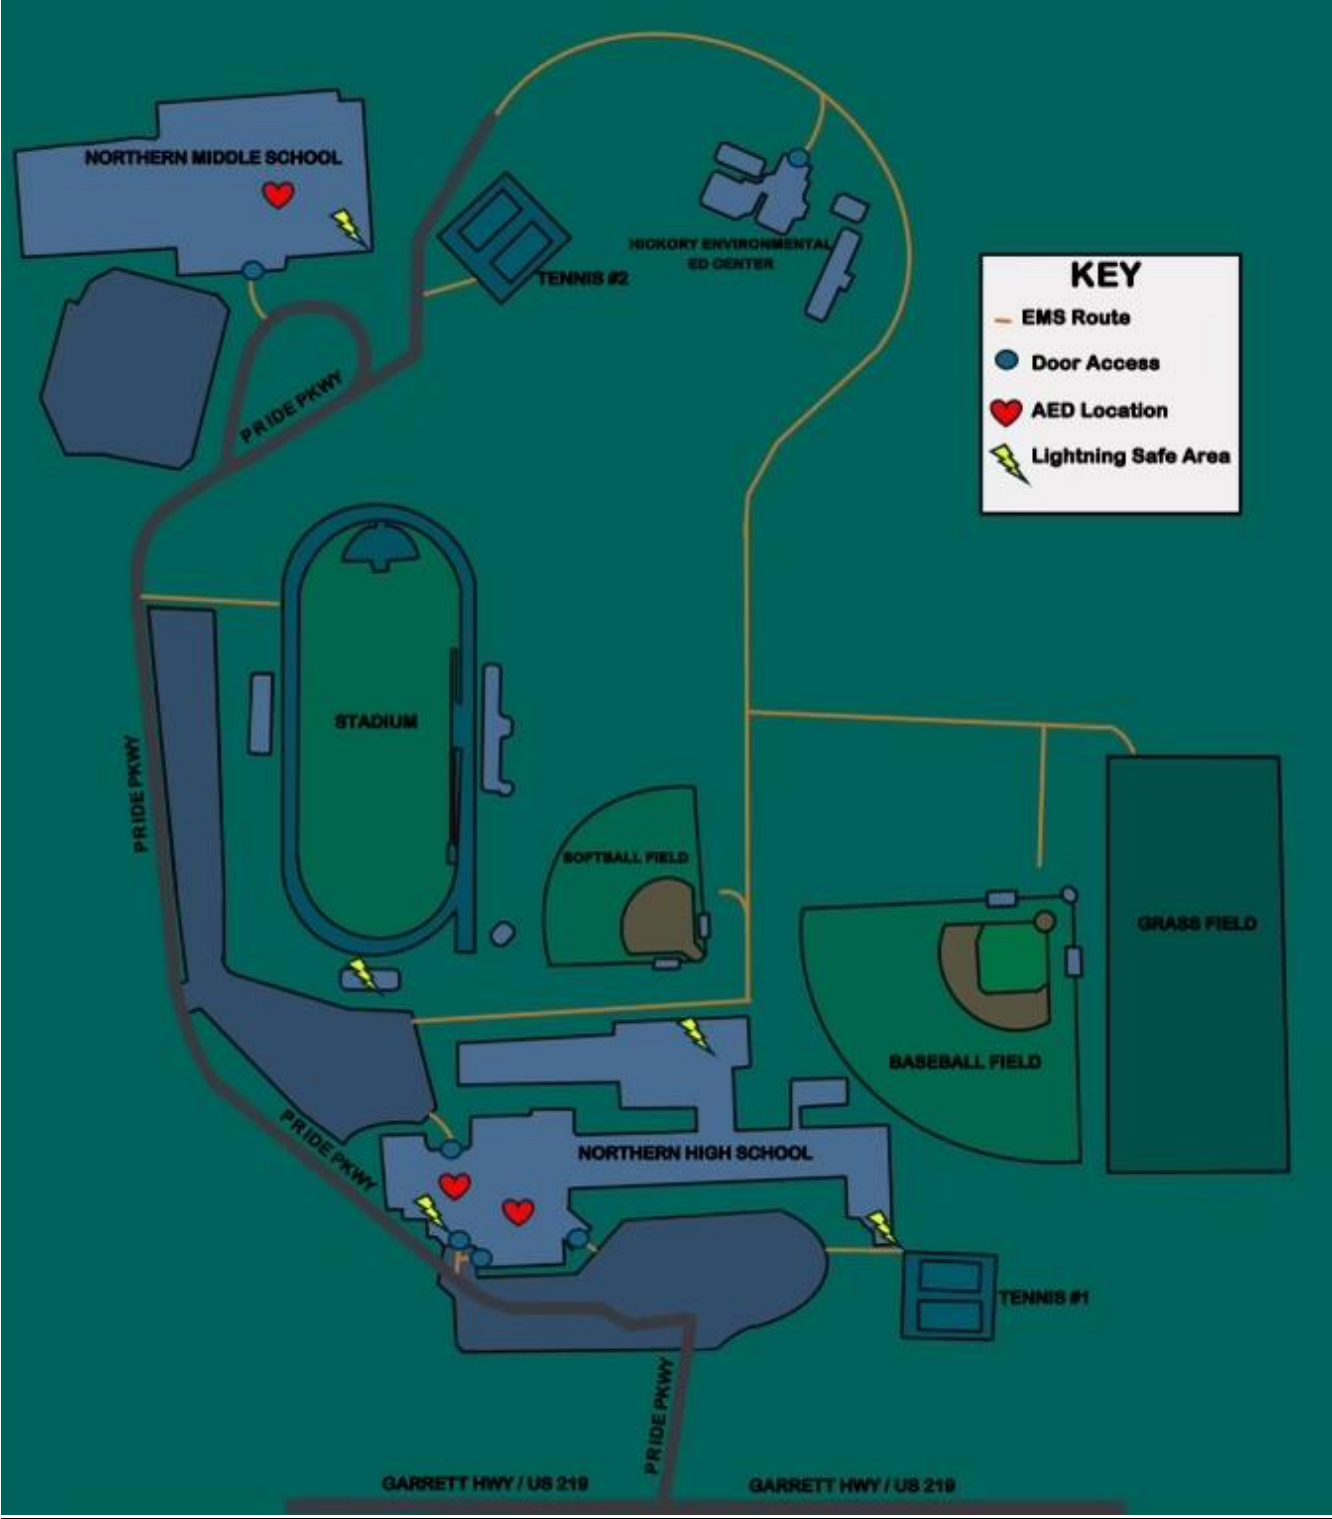 NORTHERN MIDDLE SCHOOL
HICKORY ENVIRONMENTAL
ED CENTER
TENNIS #2
KEY
EMS Route
Door Access
AED Location
Lightning Safe Area
PRIDE PKWY
STADIUM
PRIDE PKWY
SOFTBALL FIELD
GRASS FIELD
BASEBALL FIELD
PRIDE PKWY
NORTHERN HIGH SCHOOL
TENNIS #1
PRIDE PKWY
GARRETT HWY / US 219
GARRETT HWY / US 219